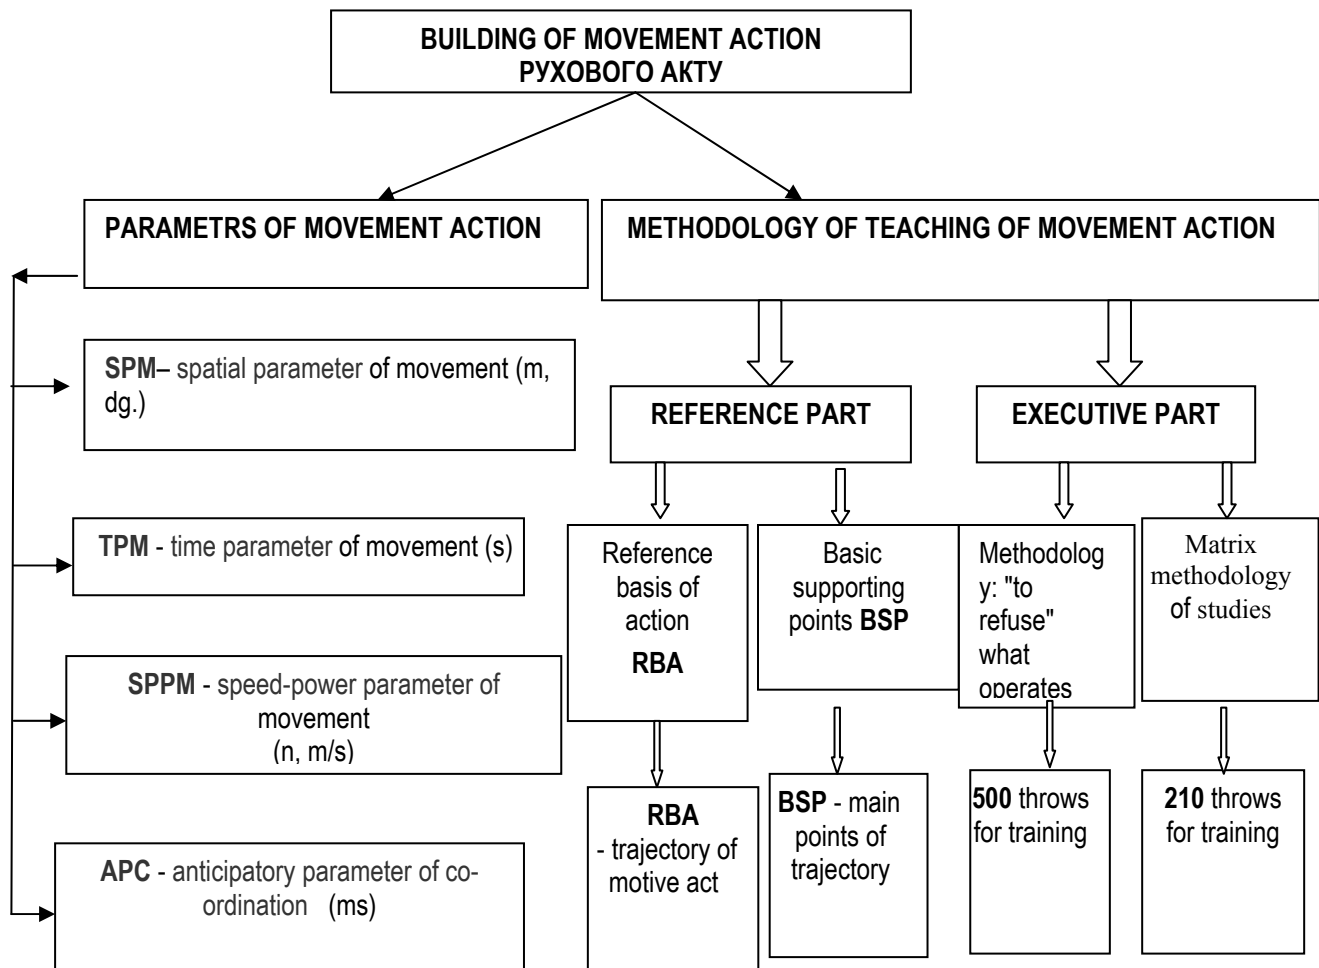 BUILDING OF MOVEMENT ACTION
РУХОВОГО АКТУ
PARAMETRS OF MOVEMENT ACTION
METHODOLOGY OF TEACHING OF MOVEMENT ACTION
SPM– spatial parameter of movement (m,
dg.)
TPM - time parameter of movement (s)
SPPM - speed-power parameter of
movement
(n, m/s)
APC - anticipatory parameter of co-
ordination (ms)
REFERENCE PART
EXECUTIVE PART
Reference
basis of
action
RBA
Basic
supporting
points BSP
Methodolog
y: "to
refuse"
what
operates
Matrix
methodology
of studies
RBA
- trajectory of
motive act
BSP - main
points of
trajectory
500 throws
for training
210 throws
for training